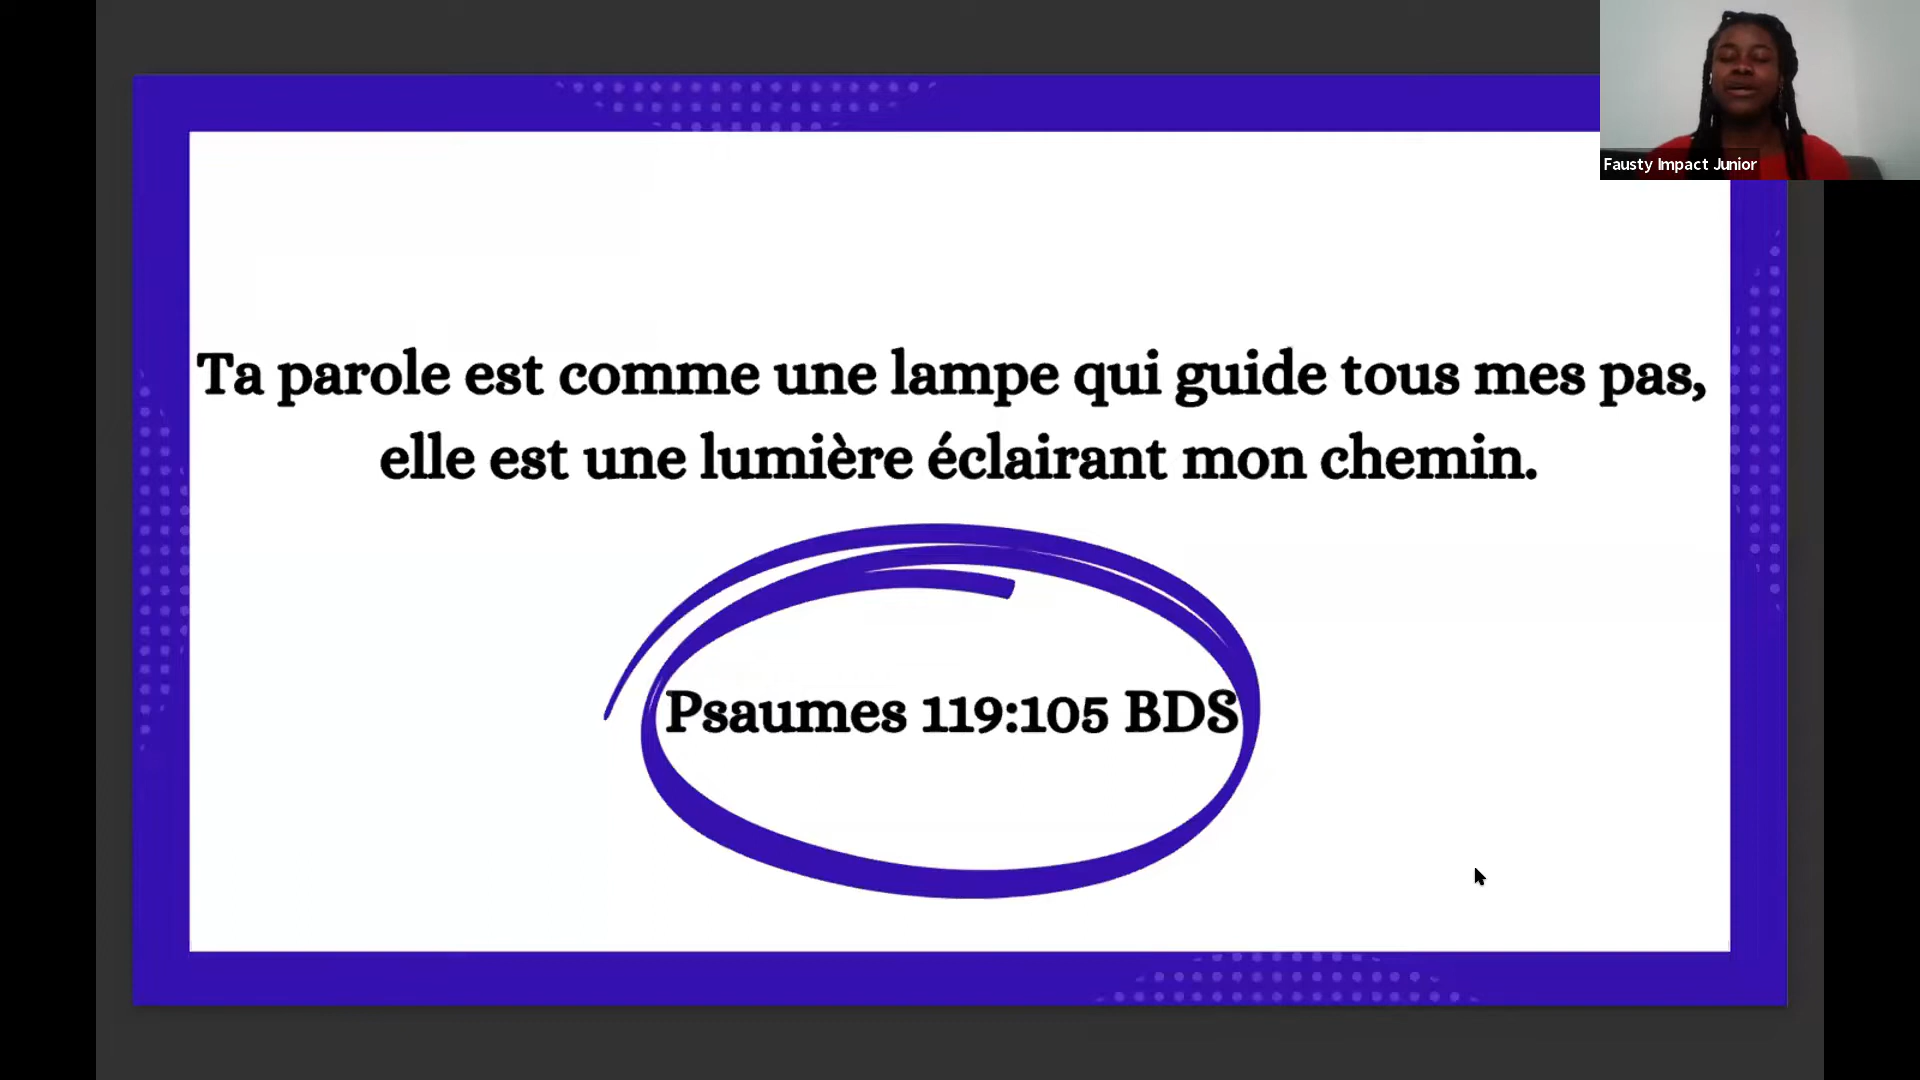 Fausty Impact Junior
Ta parole est comme une lampe qui guide tous mes pas,
elle est une lumière éclairant mon chemin.
Psaumes 119:105 BDS